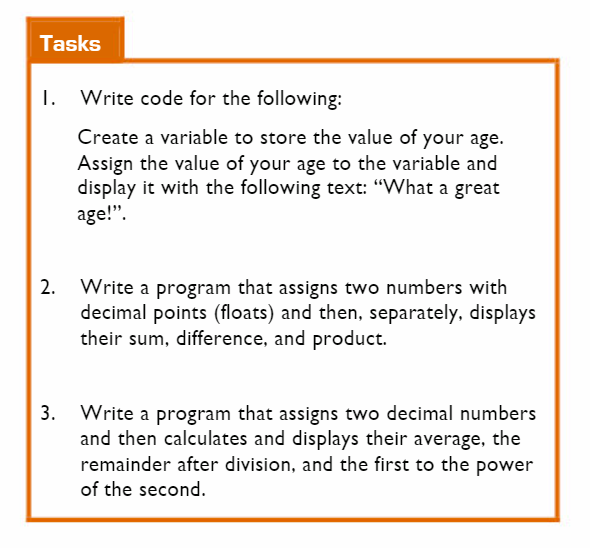 Tasks
1. Write code for the following:
Create a variable to store the value of your age.
Assign the value of your age to the variable and
display it with the following text: “What a great
age!”.
2. Write a program that assigns two numbers with
decimal points (floats) and then, separately, displays
their sum, difference, and product.
3. Write a program that assigns two decimal numbers
and then calculates and displays their average, the
remainder after division, and the first to the power
of the second.